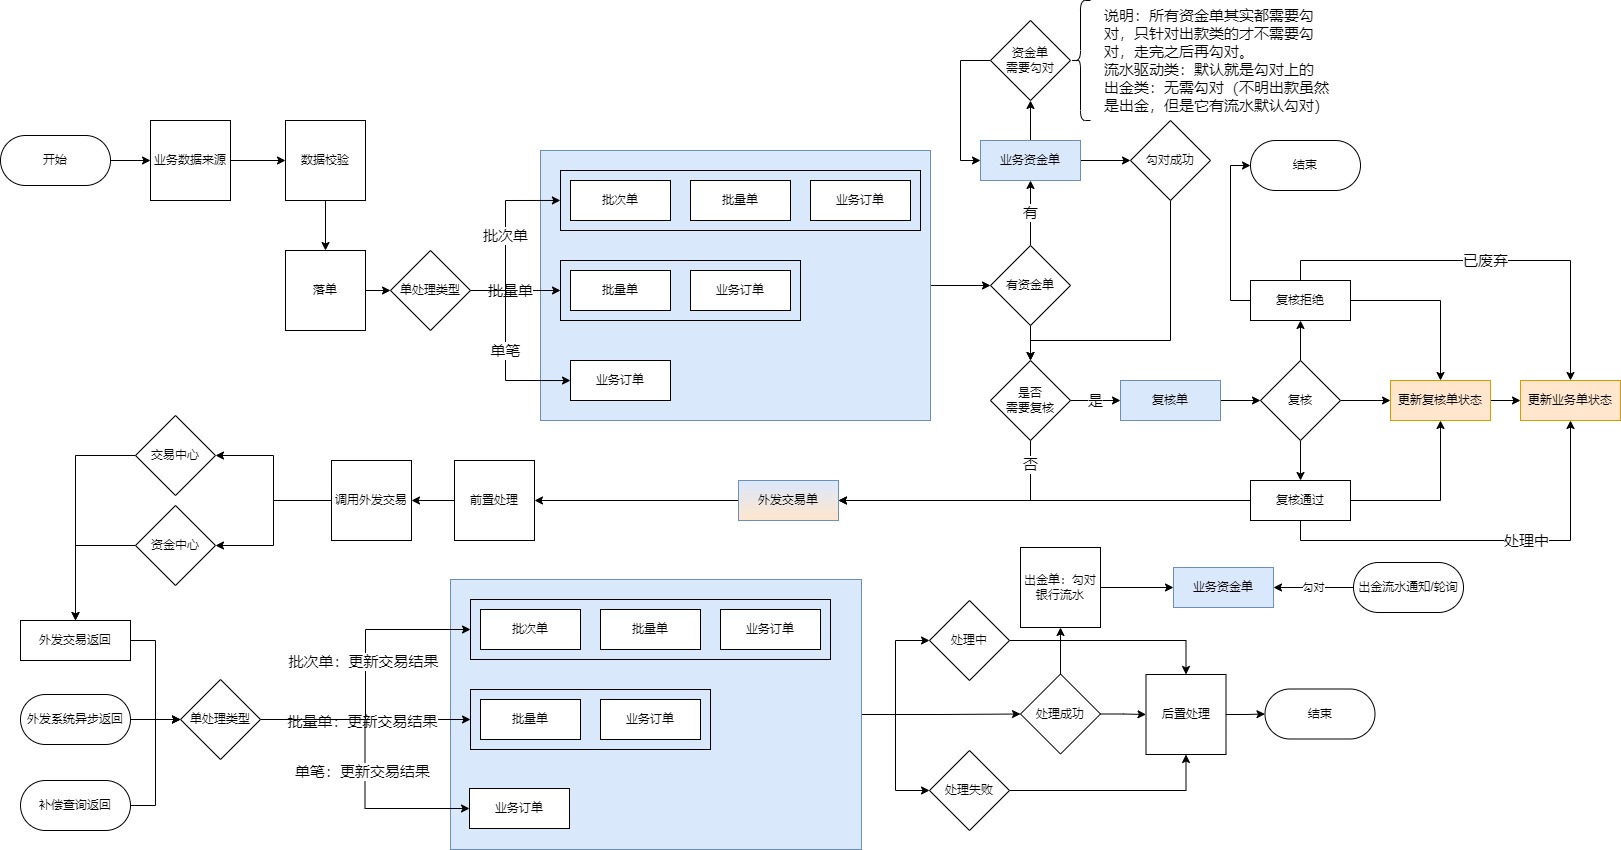 资金单
需要勾对
说明：所有资金单其实都需要勾
对，只针对出款类的才不需要勾
对，走完之后再勾对。
流水驱动类：默认就是勾对上的
出金类：无需勾对（不明出款虽然
是出金，但是它有流水默认勾对）
开始
业务数据来源
数据校验
业务资金单
勾对成功
结束
批次单
批量单
业务订单
有
批次单
落单
单处理类型
批量单
批量单
业务订单
有资金单
已废弃
复核拒绝
单笔
业务订单
是否
需要复核
是
复核单
复核
更新复核单状态
更新业务单状态
否
交易中心
调用外发交易
前置处理
外发交易单
复核通过
资金中心
处理中
出金单：勾对
银行流水
业务资金单
勾对
出金流水通知/轮询
外发交易返回
批次单：更新交易结果
批次单
批量单
业务订单
处理中
外发系统异步返回
单处理类型
批量单：更新交易结果
批量单
业务订单
处理成功
后置处理
结束
单笔：更新交易结果
补偿查询返回
业务订单
处理失败